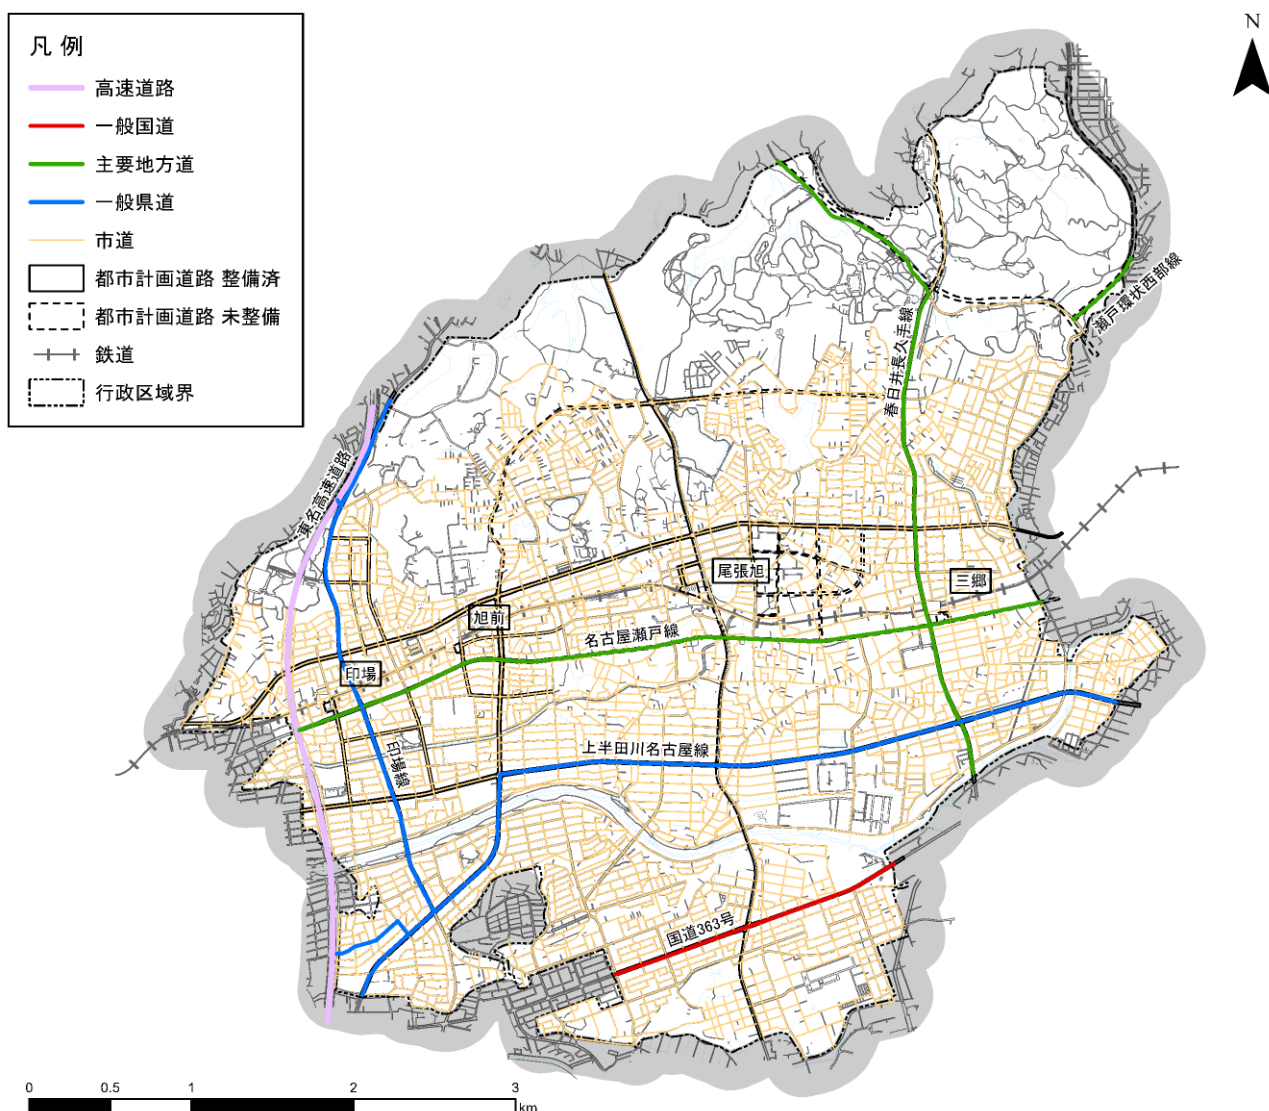 凡例
高速道路
一般国道
主要地方道
一般県道
市道
都市計画道路 整備済
都市計画道路 未整備
鉄道
行政区域界
N
瀬戸環状西部線
春日井長久手線
東名高速道路
尾張旭
三郷
旭前
名古屋瀬戸線
印場
上半田川名古屋線
印場線
国道363号
0 0.5 1 2 3
km